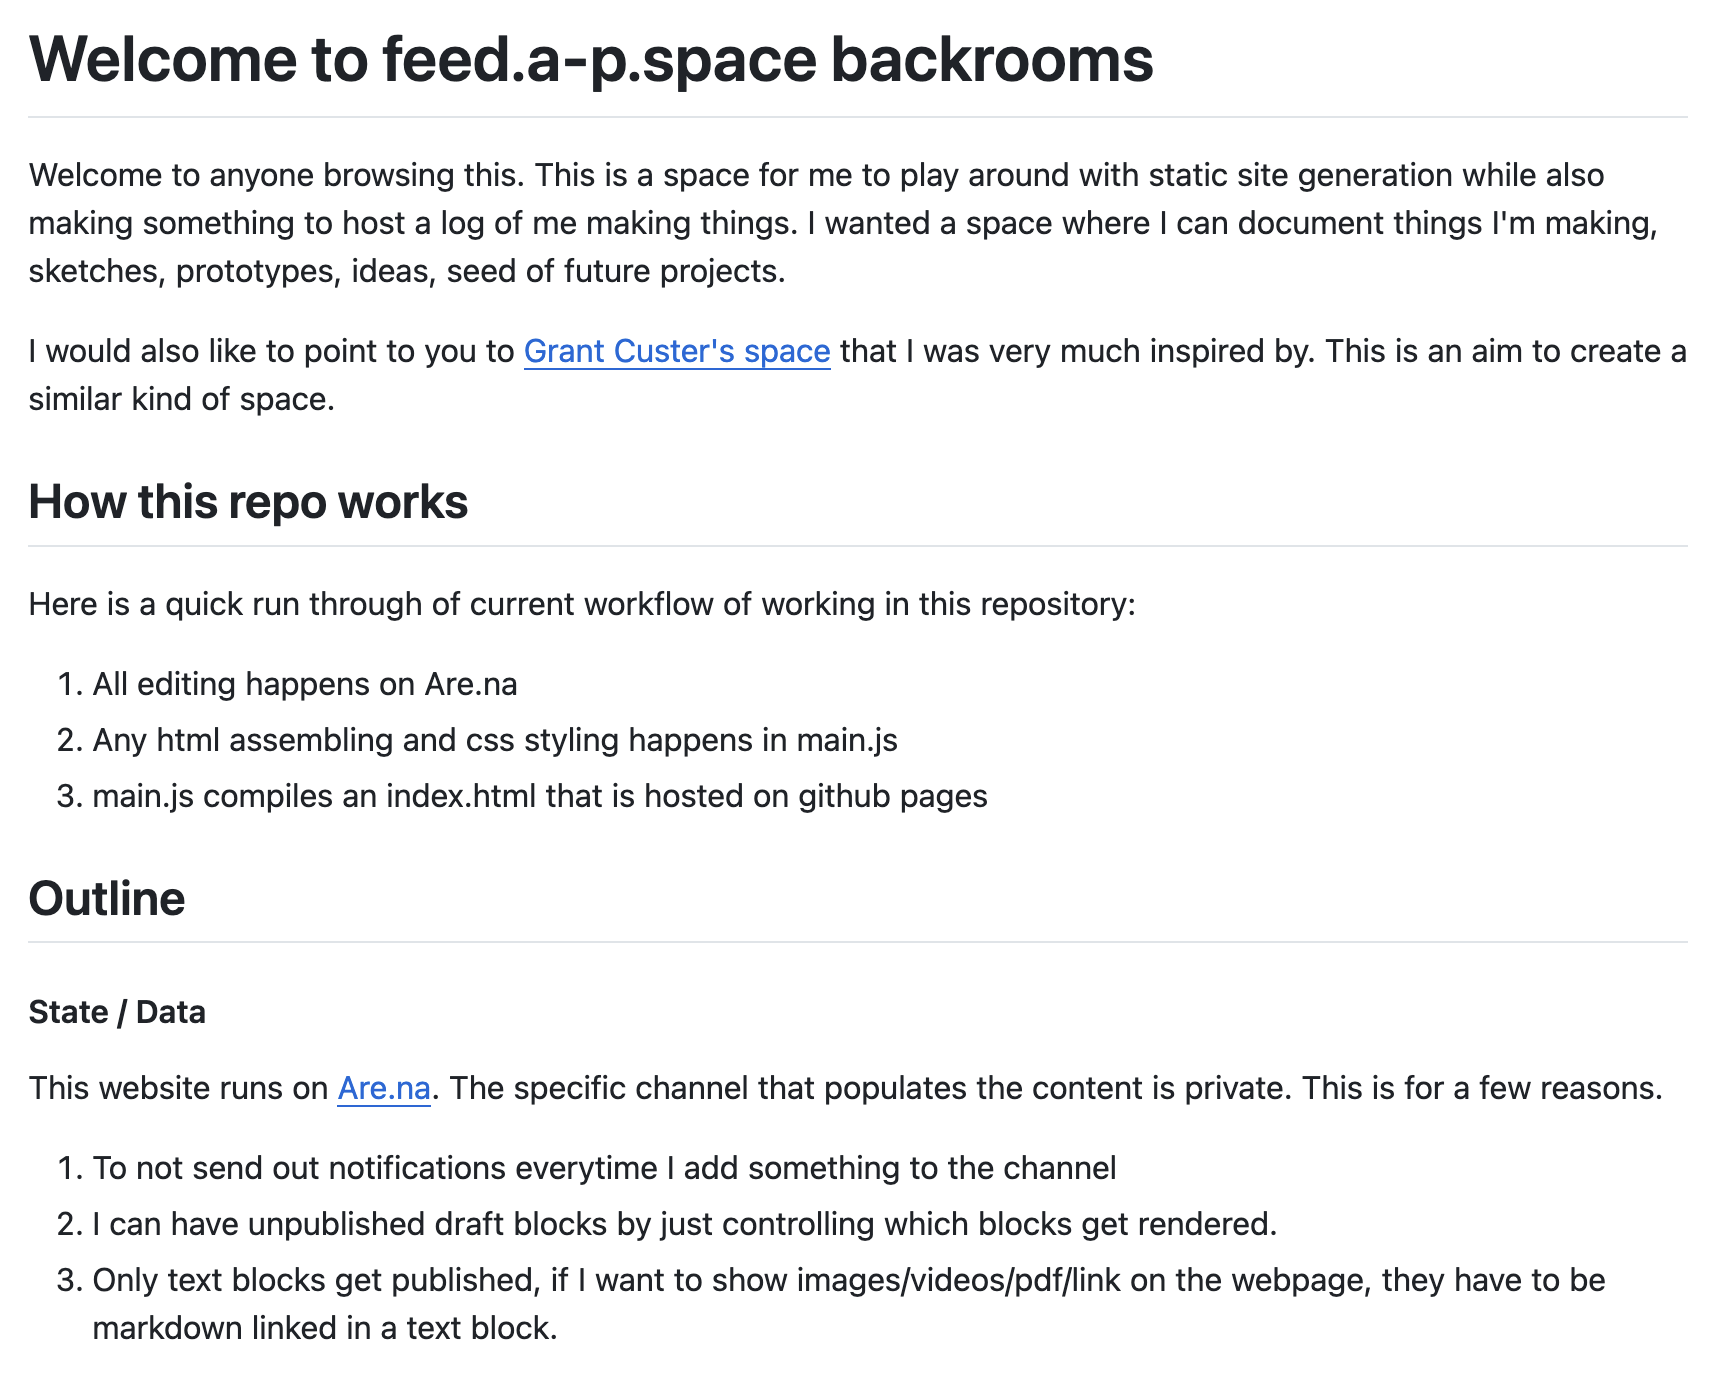 Welcome to feed.a-p.space backrooms
Welcome to anyone browsing this. This is a space for me to play around with static site generation while also
making something to host a log of me making things. I wanted a space where I can document things I'm making,
sketches, prototypes, ideas, seed of future projects.
I would also like to point to you to Grant Custer's space that I was very much inspired by. This is an aim to create a
similar kind of space.
How this repo works
Here is a quick run through of current workflow of working in this repository:
1. All editing happens on Are.na
2. Any html assembling and css styling happens in main.js
3. main.js compiles an index.html that is hosted on github pages
Outline
State / Data
This website runs on Are.na. The specific channel that populates the content is private. This is for a few reasons.
1. To not send out notifications everytime I add something to the channel
2. I can have unpublished draft blocks by just controlling which blocks get rendered.
3. Only text blocks get published, if I want to show images/videos/pdf/link on the webpage, they have to be
markdown linked in a text block.